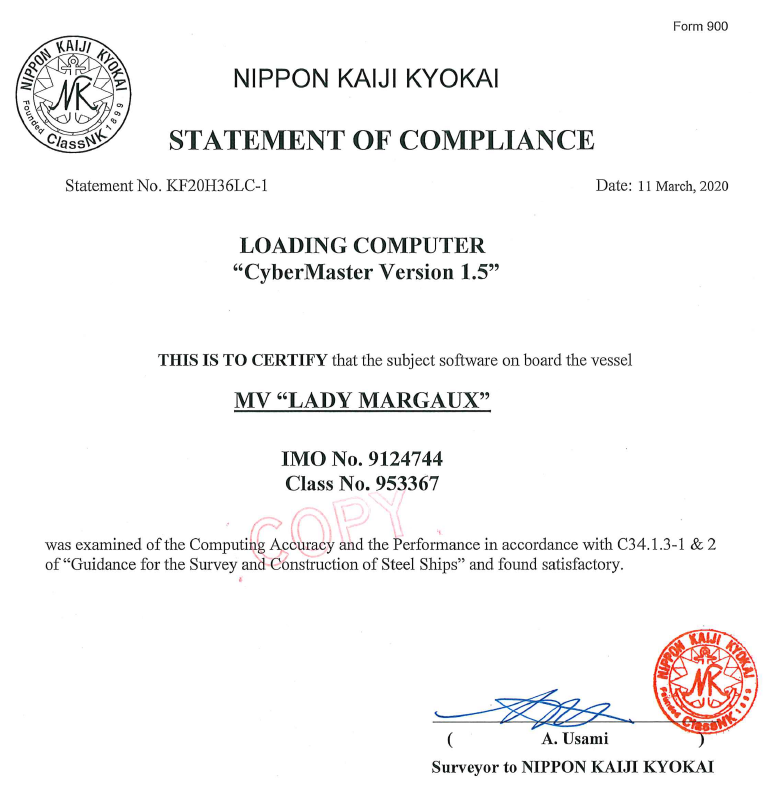 Form 900
NIPPON KAIJI KYOKAI
NK
Founded ClassNK 1899
NIPPON KAIJI KYOKAI
STATEMENT OF COMPLIANCE
Statement No. KF20H36LC-1 Date: 11 March, 2020
LOADING COMPUTER
“CyberMaster Version 1.5”
THIS IS TO CERTIFY that the subject software on board the vessel
MV “LADY MARGAUX”
IMO No. 9124744
Class No. 953367
COPY
was examined of the Computing Accuracy and the Performance in accordance with C34.1.3-1 & 2
of “Guidance for the Survey and Construction of Steel Ships” and found satisfactory.
NIPPON KAIJI KYOKAI
NK
Founded ClassNK 1899
( A. Usami )
Surveyor to NIPPON KAIJI KYOKAI